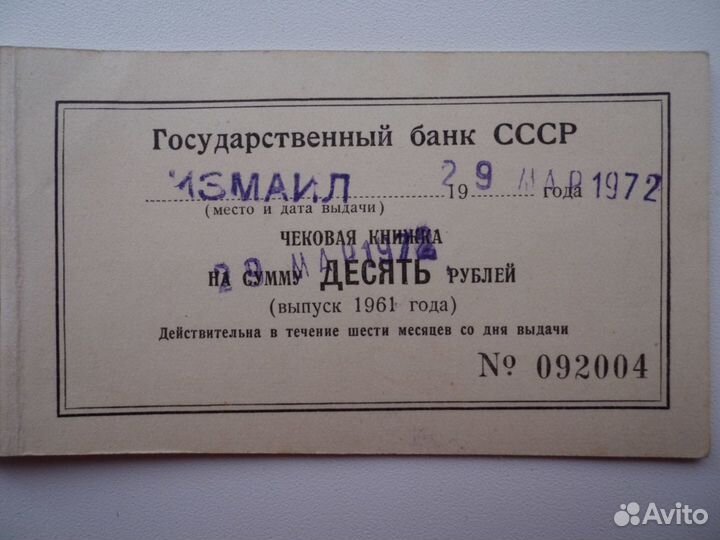 Государственный банк СССР
ИЗМАИЛ 29 МАР 19 года 1972
(место и дата выдачи)
ЧЕКОВАЯ КНИЖКА
29 МАР 1972
НА СУММУ ДЕСЯТЬ РУБЛЕЙ
(выпуск 1961 года)
Действительна в течение шести месяцев со дня выдачи
№ 092004
Avito